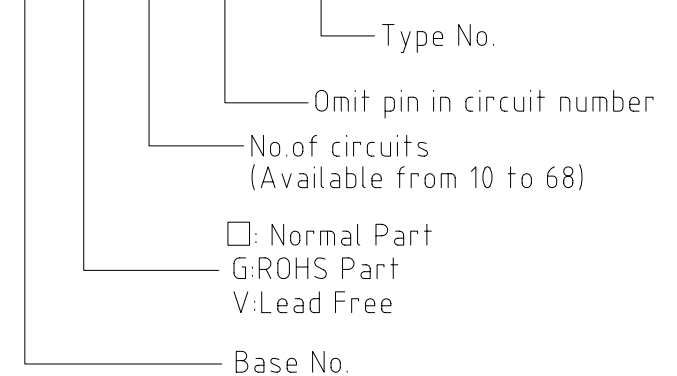 Type No.
Omit pin in circuit number
No.of circuits
(Available from 10 to 68)
□: Normal Part
G:ROHS Part
V:Lead Free
Base No.